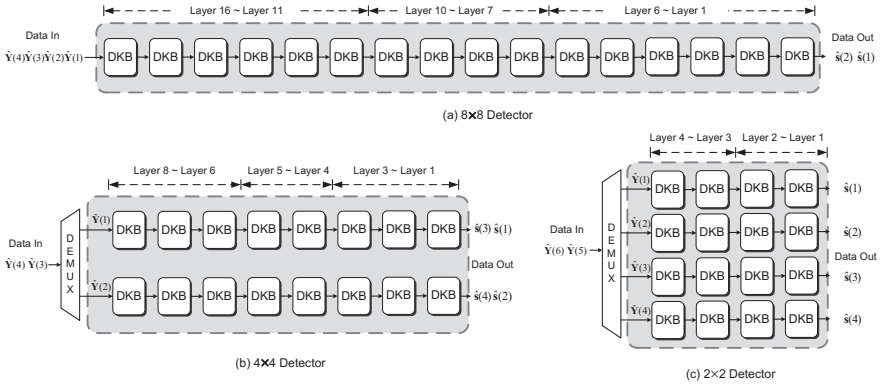 Layer 16 ~ Layer 11 Layer 10 ~ Layer 7 Layer 6 ~ Layer 1
Data In Data Out
Ŷ(4)Ŷ(3)Ŷ(2)Ŷ(1) DKB DKB DKB DKB DKB DKB DKB DKB DKB DKB DKB DKB DKB DKB DKB DKB ŝ(2) ŝ(1)
(a) 8×8 Detector
Layer 8 ~ Layer 6 Layer 5 ~ Layer 4 Layer 3 ~ Layer 1
Data In
Ŷ(4) Ŷ(3)
DEMUX
Ŷ(1) DKB DKB DKB DKB DKB DKB DKB DKB ŝ(3) ŝ(1)
Data Out
Ŷ(2) DKB DKB DKB DKB DKB DKB DKB DKB ŝ(4) ŝ(2)
(b) 4×4 Detector
Layer 4 ~ Layer 3 Layer 2 ~ Layer 1
Data In
Ŷ(6) Ŷ(5)
DEMUX
Ŷ(1) DKB DKB DKB DKB ŝ(1)
Ŷ(2) DKB DKB DKB DKB ŝ(2)
Data Out
Ŷ(3) DKB DKB DKB DKB ŝ(3)
Ŷ(4) DKB DKB DKB DKB ŝ(4)
(c) 2×2 Detector